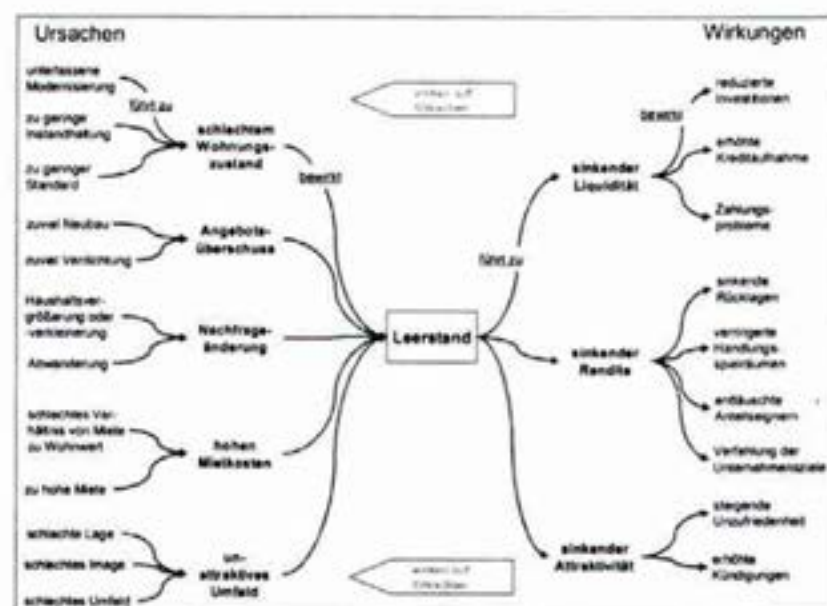 Ursachen
Wirkungen
unterlassene
Modernisierung
führt zu
zu geringe
Instandhaltung
zu geringer
Standard
schlechtem
Wohnungs-
zustand
bewirkt
zuviel Neubau
zuviel Verdichtung
Angebots-
überschuss
Haushaltsver-
größerung oder
-verkleinerung
Abwanderung
Nachfrage-
änderung
schlechtes Ver-
hältnis von Miete
zu Wohnwert
zu hohe Miete
hohen
Mietkosten
schlechte Lage
schlechtes Image
schlechtes Umfeld
un-
attraktives
Umfeld
Leerstand
führt zu
sinkender
Liquidität
bewirkt
reduzierte
Investitionen
erhöhte
Kreditaufnahme
Zahlungs-
probleme
sinkender
Rendite
sinkende
Rücklagen
verringerte
Handlungs-
spielräumen
enttäuschte
Anteilseignern
Verfehlung der
Unternehmensziele
sinkender
Attraktivität
steigende
Unzufriedenheit
erhöhte
Kündigungen